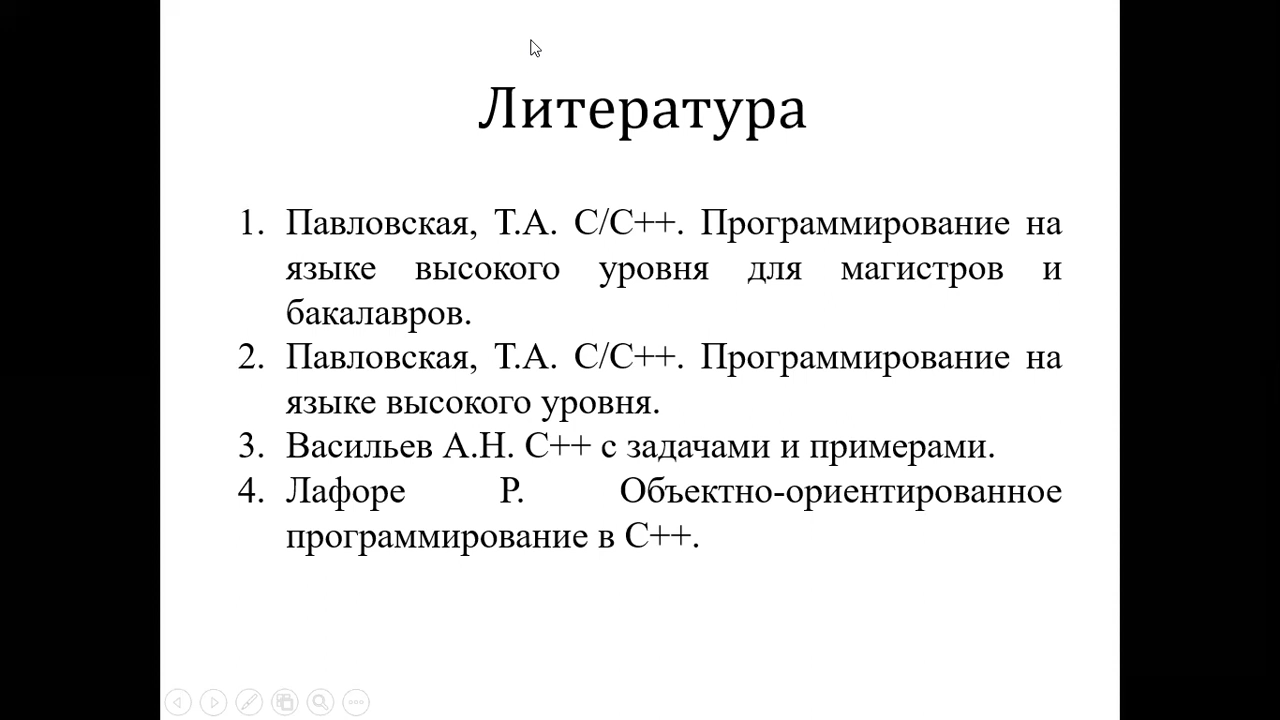 Литература
1. Павловская, Т.А. С/С++. Программирование на
языке высокого уровня для магистров и
бакалавров.
2. Павловская, Т.А. С/С++. Программирование на
языке высокого уровня.
3. Васильев А.Н. С++ с задачами и примерами.
4. Лафоре Р. Объектно-ориентированное
программирование в С++.